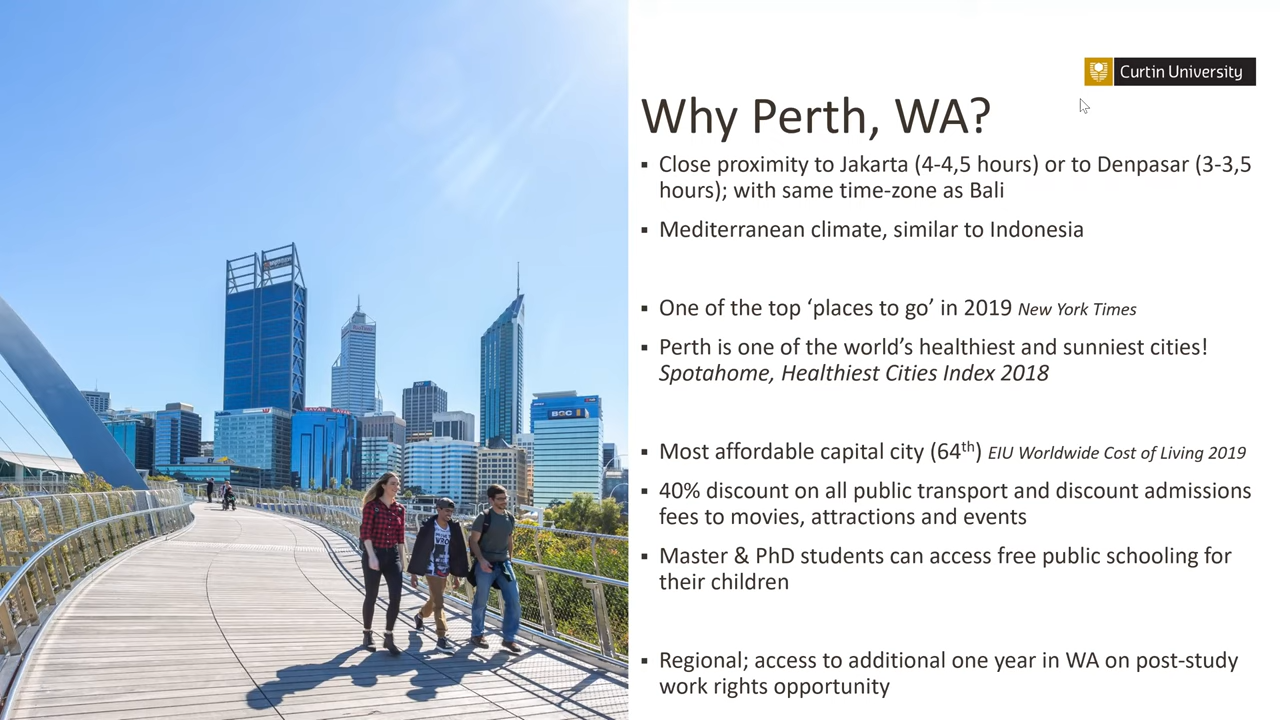 Curtin University
Why Perth, WA?
▪ Close proximity to Jakarta (4-4,5 hours) or to Denpasar (3-3,5
hours); with same time-zone as Bali
▪ Mediterranean climate, similar to Indonesia
▪ One of the top ‘places to go’ in 2019 New York Times
▪ Perth is one of the world’s healthiest and sunniest cities!
Spotahome, Healthiest Cities Index 2018
▪ Most affordable capital city (64th) EIU Worldwide Cost of Living 2019
▪ 40% discount on all public transport and discount admissions
fees to movies, attractions and events
▪ Master & PhD students can access free public schooling for
their children
▪ Regional; access to additional one year in WA on post-study
work rights opportunity